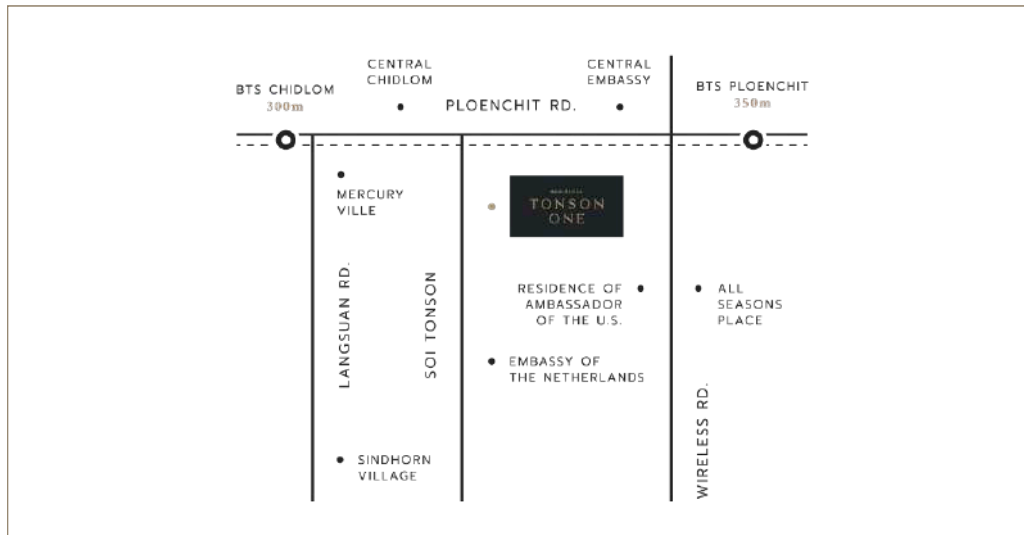 CENTRAL
CHIDLOM
CENTRAL
EMBASSY
BTS CHIDLOM
300m
PLOENCHIT RD.
BTS PLOENCHIT
350m
MERCURY
VILLE
TONSON
ONE
LANGSUAN RD.
SOI TONSON
RESIDENCE OF
AMBASSADOR
OF THE U.S.
ALL
SEASONS
PLACE
EMBASSY OF
THE NETHERLANDS
WIRELESS RD.
SINDHORN
VILLAGE